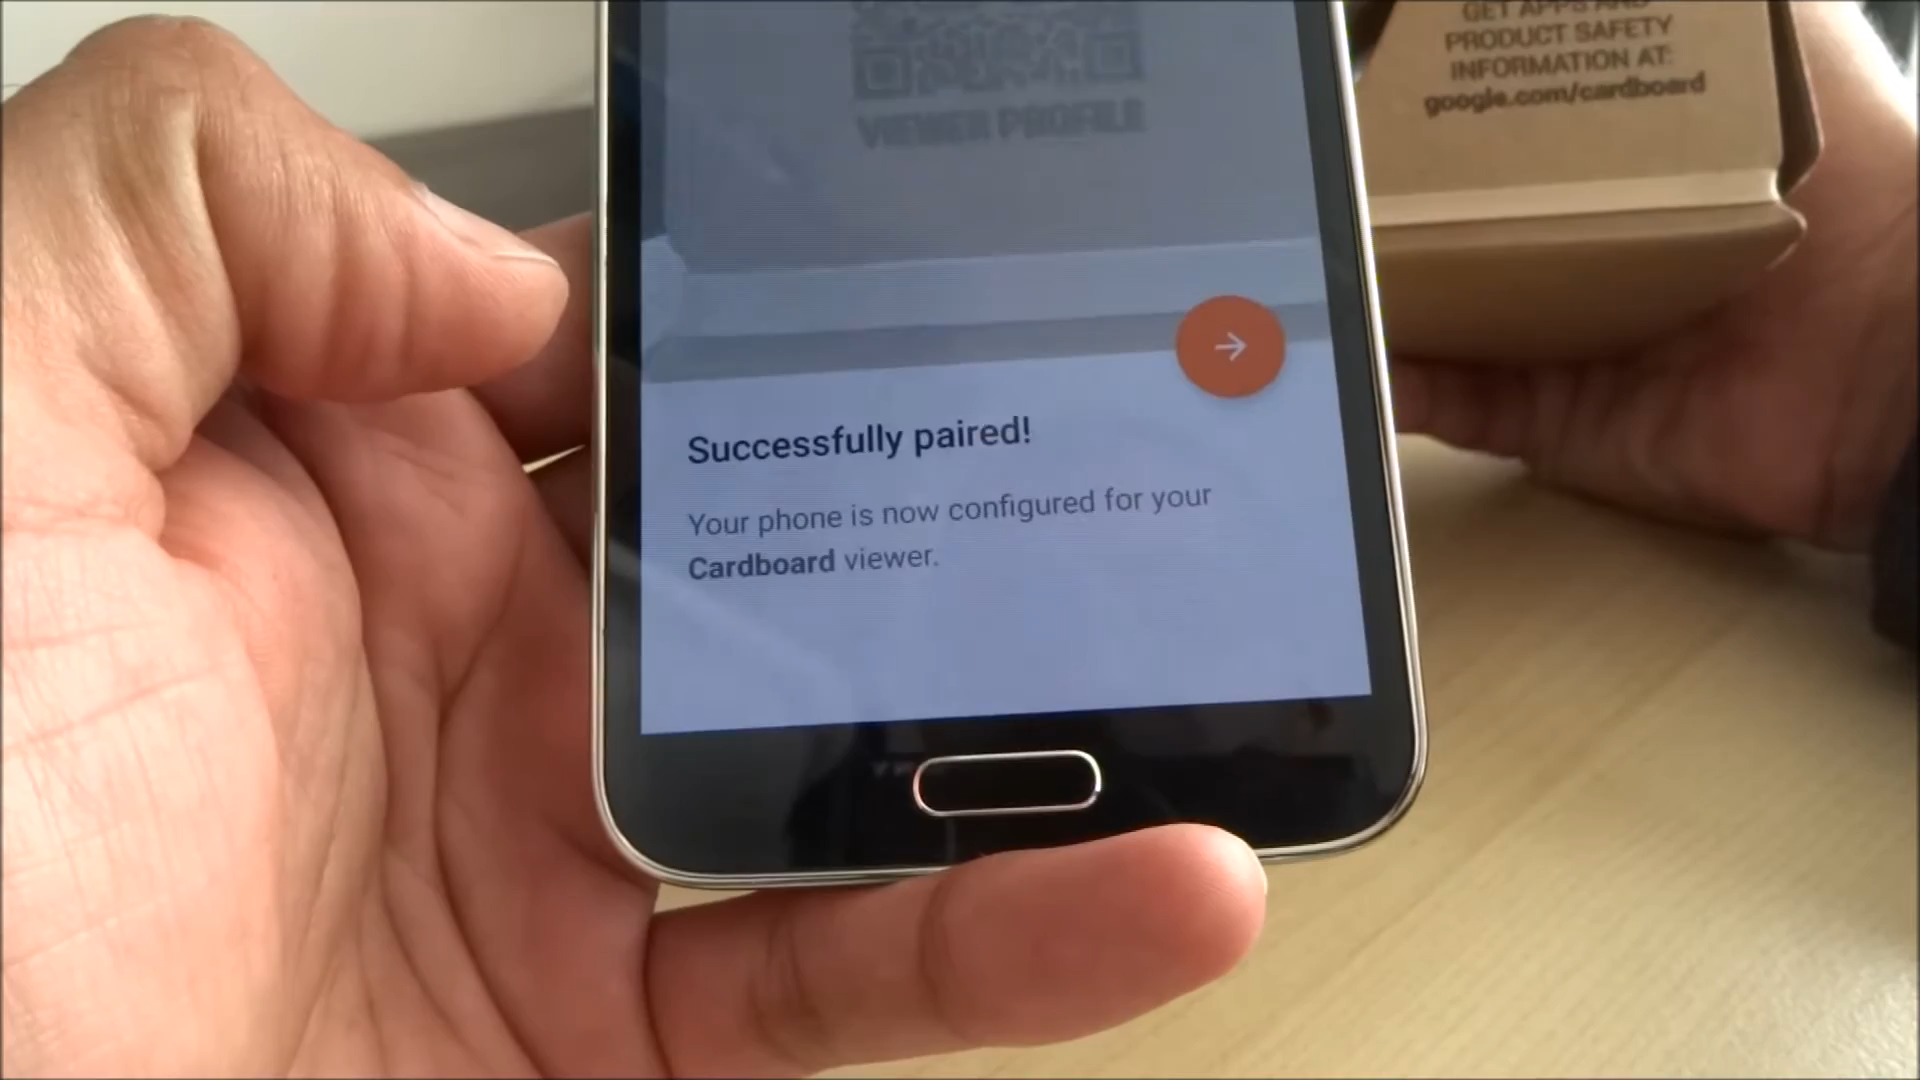 GET APPS AND
PRODUCT SAFETY
INFORMATION AT:
google.com/cardboard
VIEWER PROFILE
Successfully paired!
Your phone is now configured for your
Cardboard viewer.